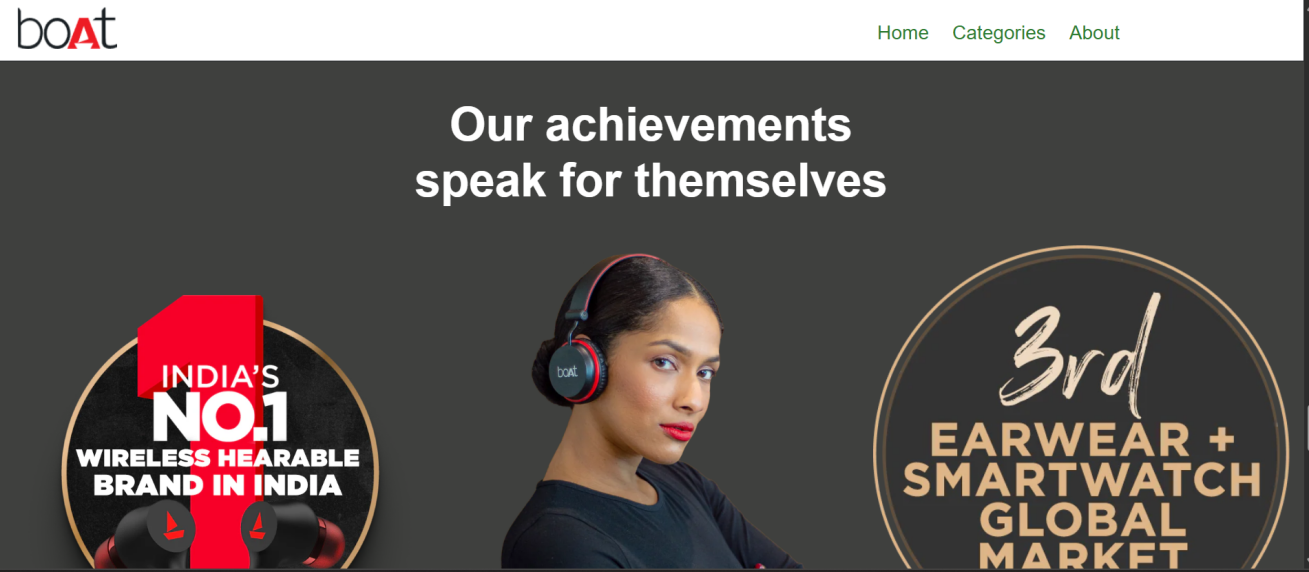 boAt
Home Categories About
Our achievements
speak for themselves
INDIA'S
NO.1
WIRELESS HEARABLE
BRAND IN INDIA
boAt
3rd
EARWEAR +
SMARTWATCH
GLOBAL
MARKET